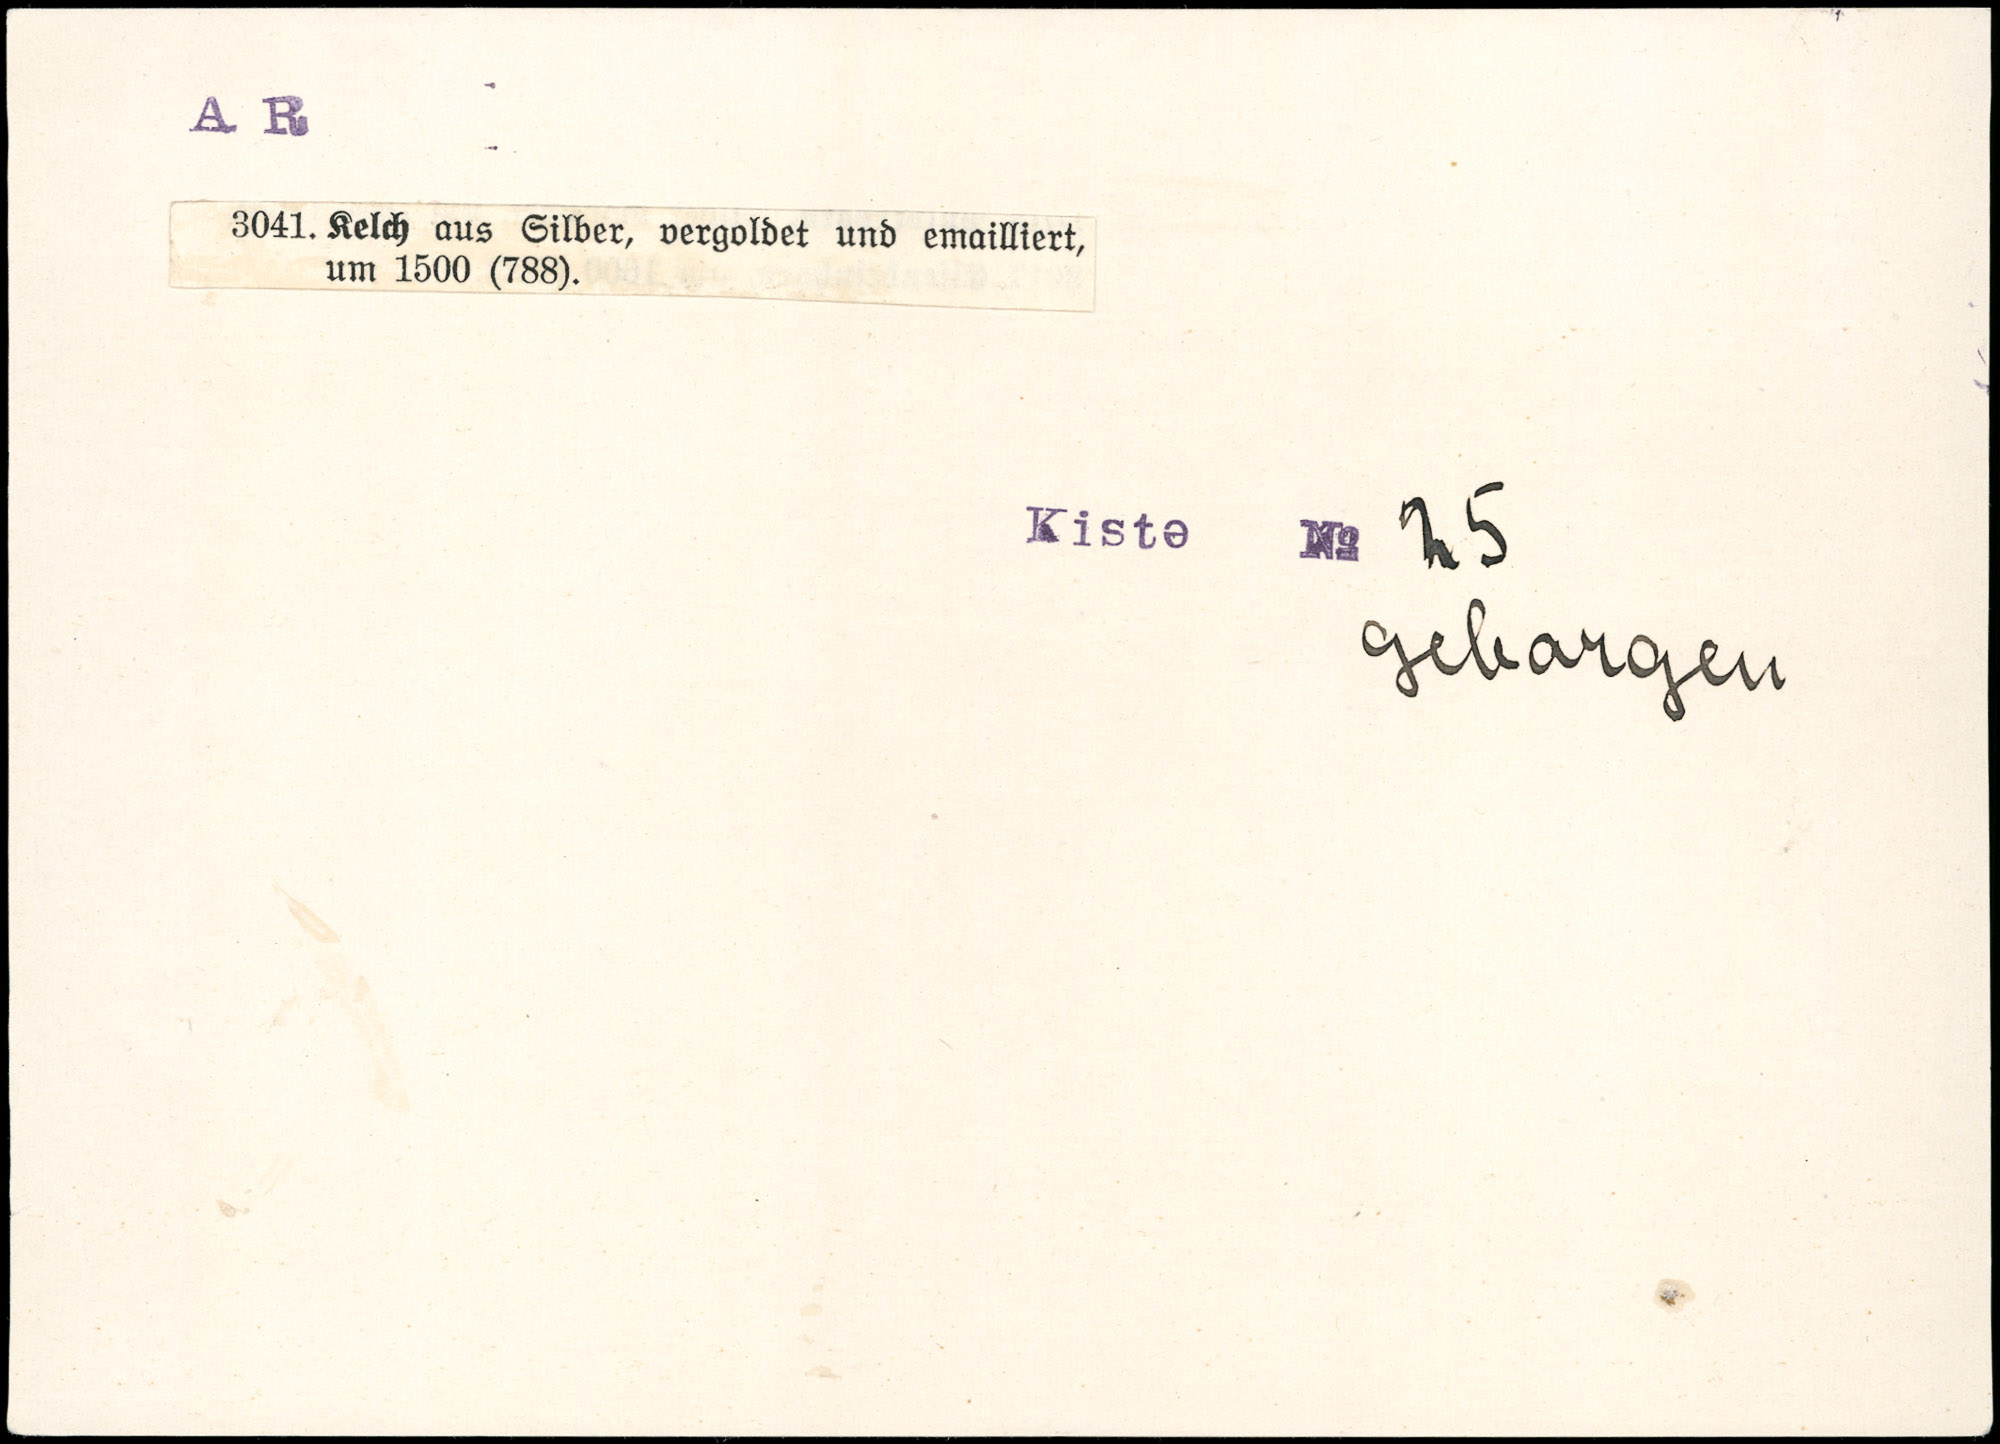 A R
3041. Kelch aus Silber, vergoldet und emailliert,
um 1500 (788).
Kiste № 25
geborgen